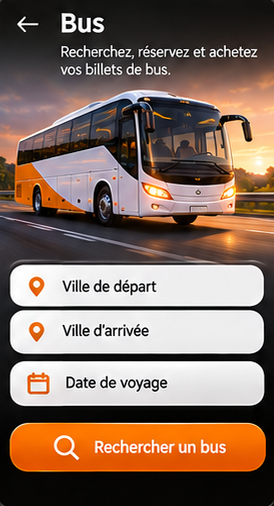 Bus
Recherchez, réservez et achetez
vos billets de bus.
Ville de départ
Ville d'arrivée
Date de voyage
Rechercher un bus